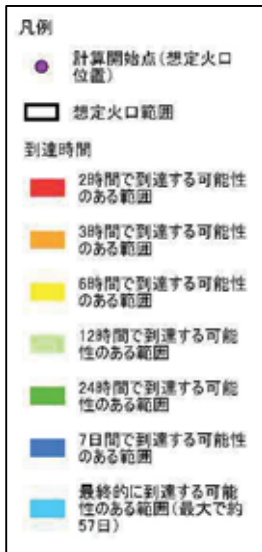 凡例
計算開始点(想定火口
位置)
想定火口範囲
到達時間
2時間で到達する可能性
のある範囲
3時間で到達する可能性
のある範囲
6時間で到達する可能性
のある範囲
12時間で到達する可能
性のある範囲
24時間で到達する可能
性のある範囲
7日間で到達する可能性
のある範囲
最終的に到達する可能
性のある範囲(最大で約
57日)